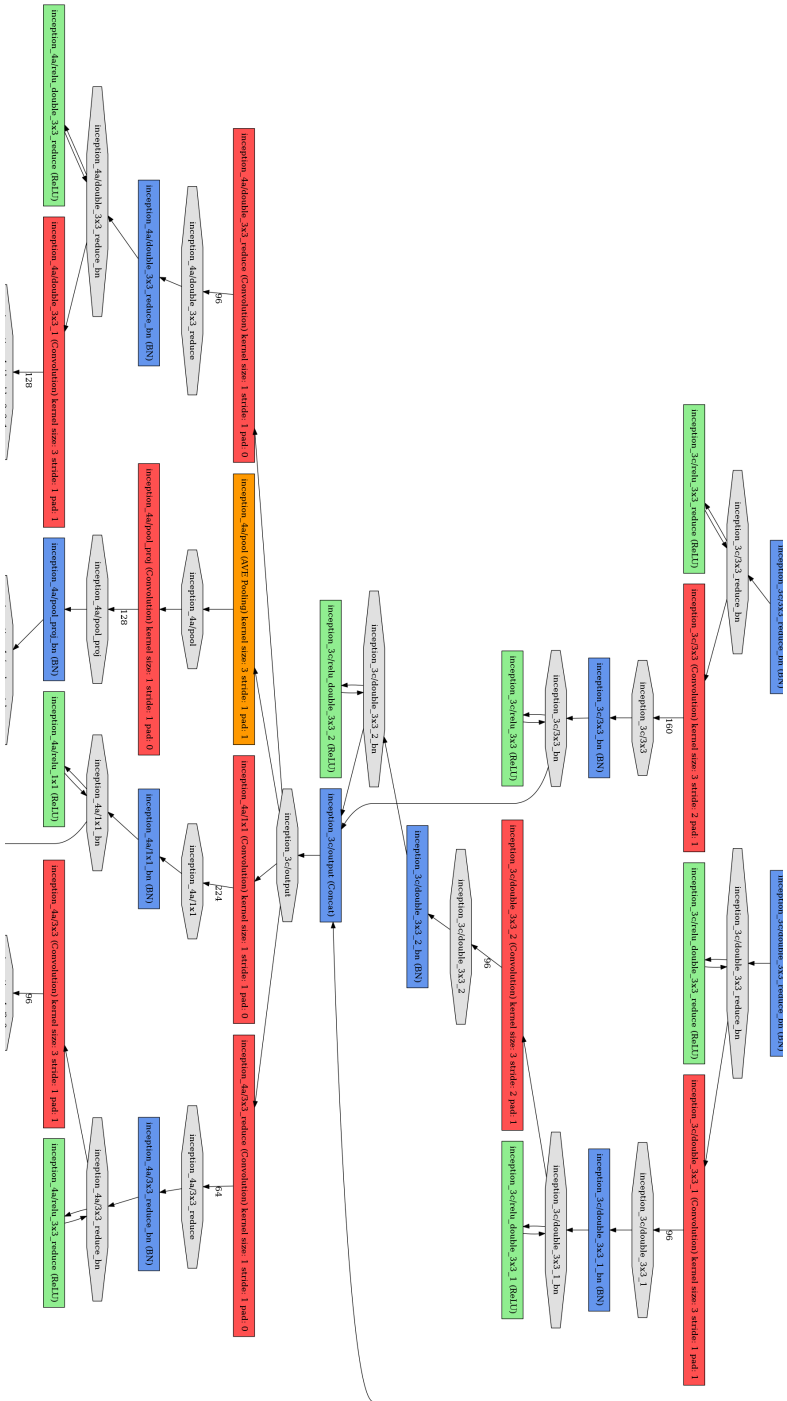 inception_3c/3x3_reduce_bn (BN)
inception_3c/double_3x3_reduce_bn (BN)
inception_3c/3x3_reduce_bn
inception_3c/double_3x3_reduce_bn
inception_3c/relu_3x3_reduce (ReLU)
inception_3c/3x3 (Convolution) kernel size: 3 stride: 2 pad: 1
inception_3c/relu_double_3x3_reduce (ReLU)
inception_3c/double_3x3_1 (Convolution) kernel size: 3 stride: 1 pad: 1
160
96
inception_3c/3x3
inception_3c/double_3x3_1
inception_3c/3x3_bn (BN)
inception_3c/double_3x3_1_bn (BN)
inception_3c/3x3_bn
inception_3c/double_3x3_1_bn
inception_3c/relu_3x3 (ReLU)
inception_3c/double_3x3_2 (Convolution) kernel size: 3 stride: 2 pad: 1
inception_3c/relu_double_3x3_1 (ReLU)
96
inception_3c/double_3x3_2
inception_3c/double_3x3_2_bn (BN)
inception_3c/double_3x3_2_bn
inception_3c/relu_double_3x3_2 (ReLU)
inception_3c/output (Concat)
inception_3c/output
inception_4a/double_3x3_reduce (Convolution) kernel size: 1 stride: 1 pad: 0
inception_4a/pool (AVE Pooling) kernel size: 3 stride: 1 pad: 1
inception_4a/1x1 (Convolution) kernel size: 1 stride: 1 pad: 0
inception_4a/3x3_reduce (Convolution) kernel size: 1 stride: 1 pad: 0
96
224
64
inception_4a/double_3x3_reduce
inception_4a/pool
inception_4a/1x1
inception_4a/3x3_reduce
inception_4a/double_3x3_reduce_bn (BN)
inception_4a/pool_proj (Convolution) kernel size: 1 stride: 1 pad: 0
inception_4a/1x1_bn (BN)
inception_4a/3x3_reduce_bn (BN)
128
inception_4a/double_3x3_reduce_bn
inception_4a/pool_proj
inception_4a/1x1_bn
inception_4a/3x3_reduce_bn
inception_4a/relu_double_3x3_reduce (ReLU)
inception_4a/double_3x3_1 (Convolution) kernel size: 3 stride: 1 pad: 1
inception_4a/pool_proj_bn (BN)
inception_4a/relu_1x1 (ReLU)
inception_4a/3x3 (Convolution) kernel size: 3 stride: 1 pad: 1
inception_4a/relu_3x3_reduce (ReLU)
128
96